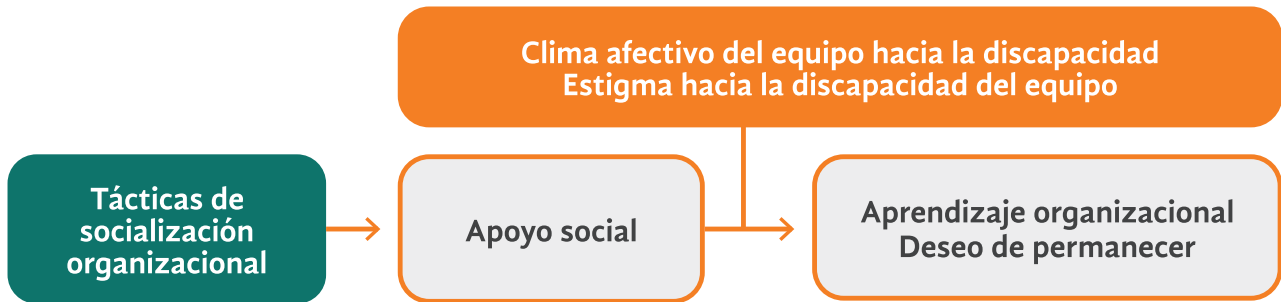 Clima afectivo del equipo hacia la discapacidad
Estigma hacia la discapacidad del equipo
Tácticas de
socialización
organizacional
Apoyo social
Aprendizaje organizacional
Deseo de permanecer